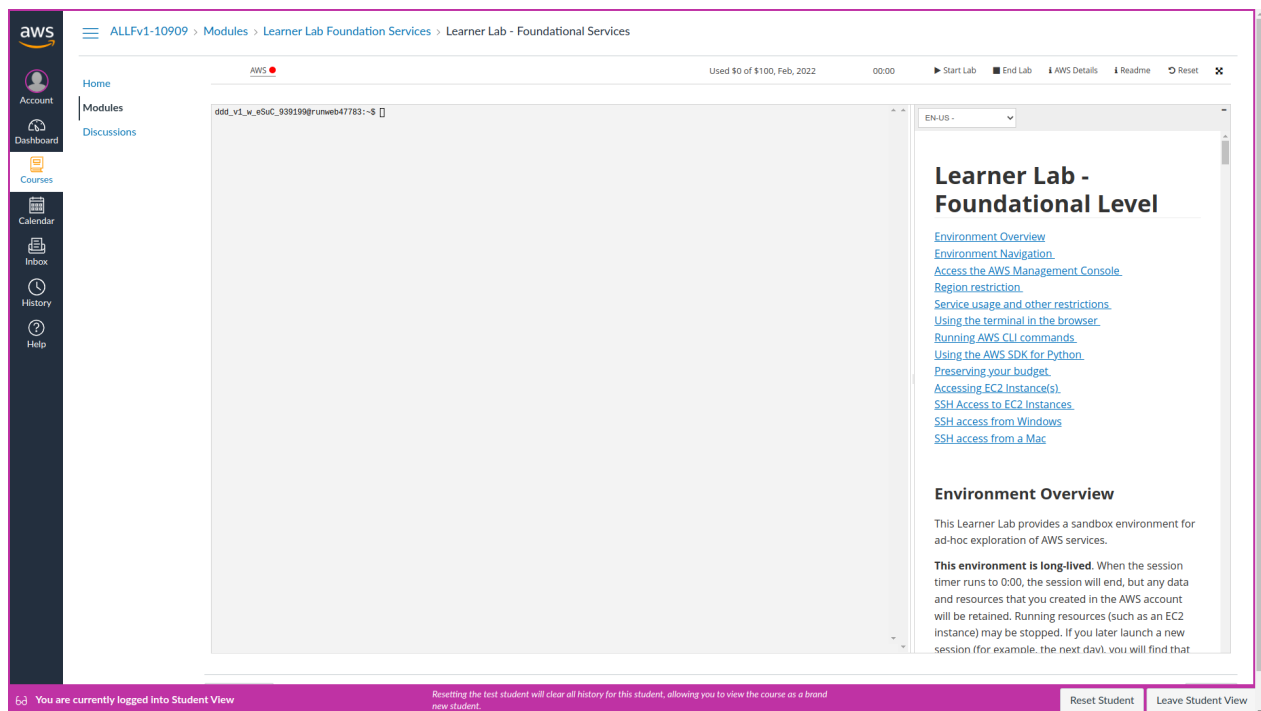 aws
ALLFv1-10909 > Modules > Learner Lab Foundation Services > Learner Lab - Foundational Services
Account
Dashboard
Courses
Calendar
Inbox
History
Help
Home
Modules
Discussions
AWS
Used $0 of $100, Feb, 2022
00:00
Start Lab
End Lab
AWS Details
Readme
Reset
ddd_v1_w_eSuC_939199@runweb47783:~$
EN-US -
Learner Lab -
Foundational Level
Environment Overview
Environment Navigation
Access the AWS Management Console
Region restriction
Service usage and other restrictions
Using the terminal in the browser
Running AWS CLI commands
Using the AWS SDK for Python
Preserving your budget
Accessing EC2 Instance(s)
SSH Access to EC2 Instances
SSH access from Windows
SSH access from a Mac
Environment Overview
This Learner Lab provides a sandbox environment for
ad-hoc exploration of AWS services.
This environment is long-lived. When the session
timer runs to 0:00, the session will end, but any data
and resources that you created in the AWS account
will be retained. Running resources (such as an EC2
instance) may be stopped. If you later launch a new
session (for example, the next day), you will find that
You are currently logged into Student View
Resetting the test student will clear all history for this student, allowing you to view the course as a brand
new student.
Reset Student
Leave Student View